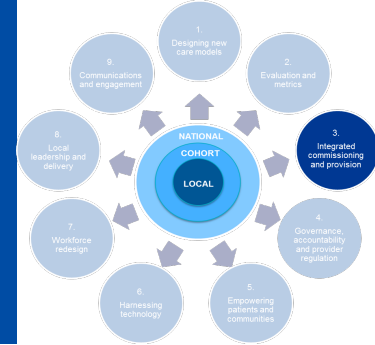 1.
Designing new
care models
2.
Evaluation and
metrics
3.
Integrated
commissioning
and provision
4.
Governance,
accountability
and provider
regulation
5.
Empowering
patients and
communities
6.
Harnessing
technology
7.
Workforce
redesign
8.
Local
leadership and
delivery
9.
Communications
and engagement
NATIONAL
COHORT
LOCAL